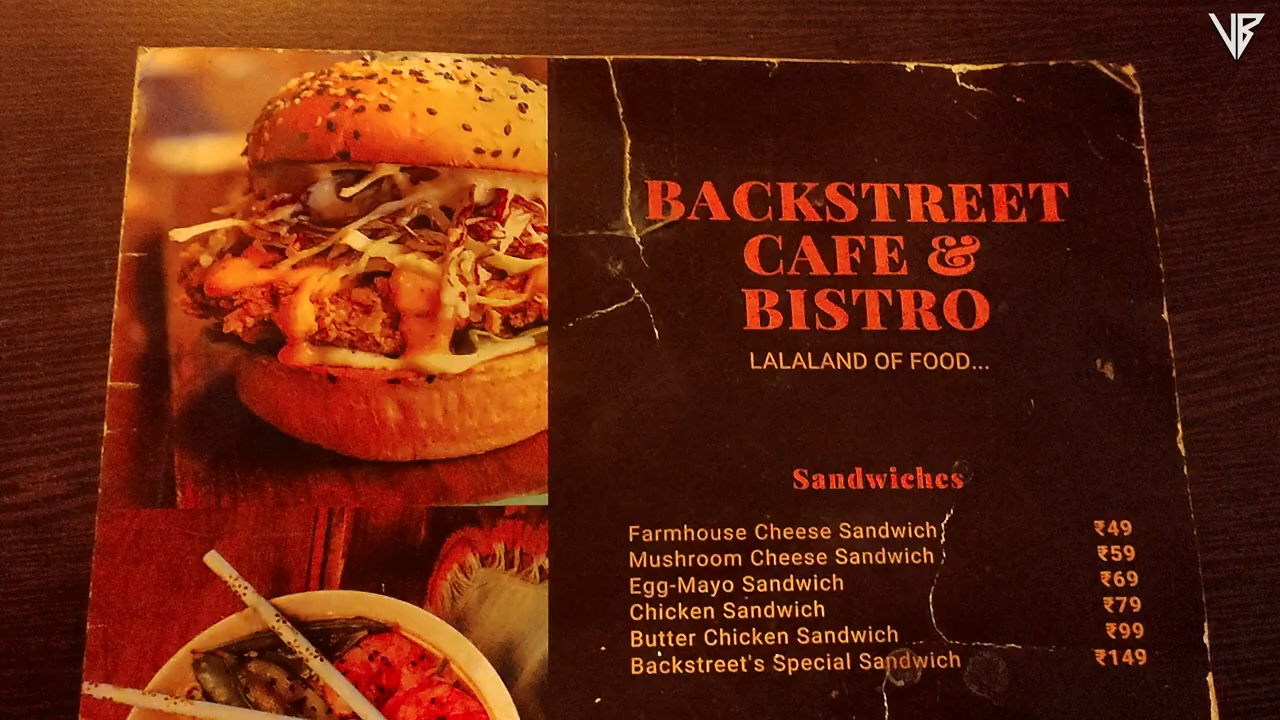 VB
BACKSTREET
CAFE &
BISTRO
LALALAND OF FOOD...
Sandwiches
Farmhouse Cheese Sandwich ₹49
Mushroom Cheese Sandwich ₹59
Egg-Mayo Sandwich ₹69
Chicken Sandwich ₹79
Butter Chicken Sandwich ₹99
Backstreet's Special Sandwich ₹149